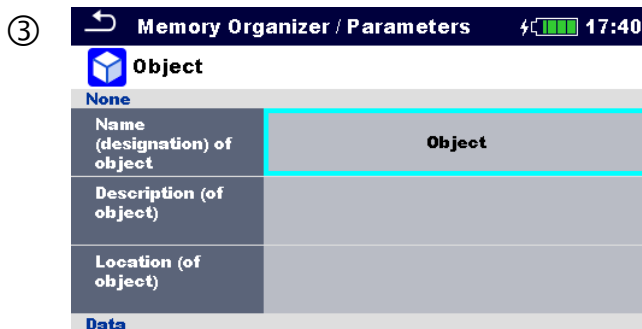 ③
Memory Organizer / Parameters 17:40
Object
None
Name
(designation) of
object
Object
Description (of
object)
Location (of
object)
Data